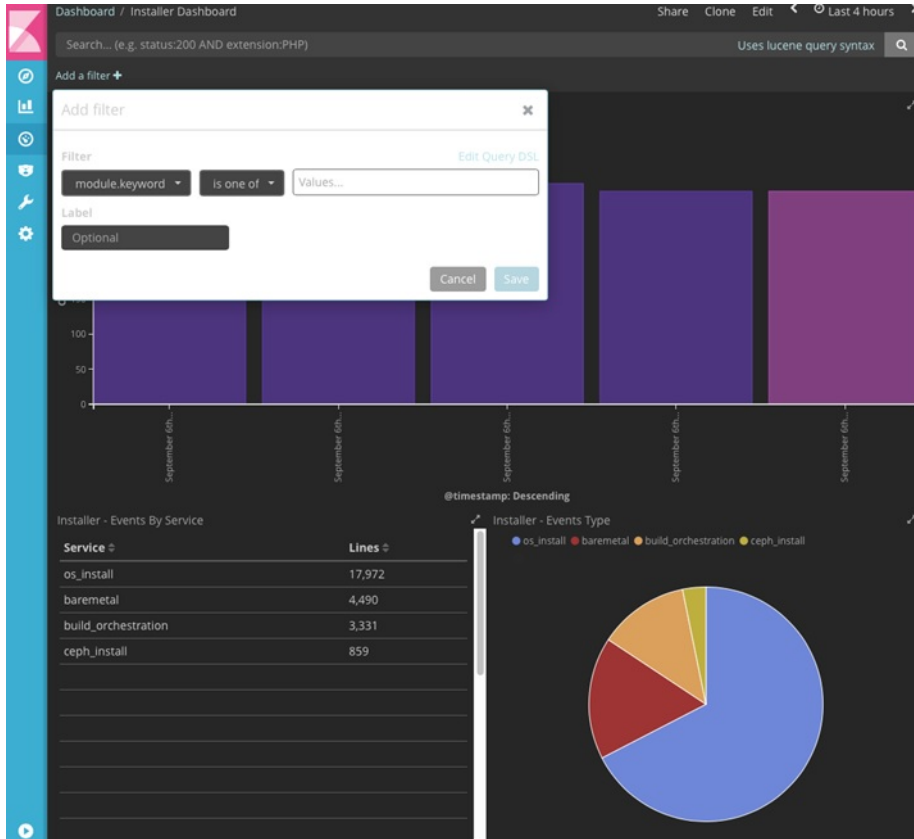 Dashboard / Installer Dashboard
Share Clone Edit Last 4 hours
Search... (e.g. status:200 AND extension:PHP)
Uses lucene query syntax
Add a filter +
Add filter
Filter
Edit Query DSL
module.keyword
is one of
Values...
Label
Optional
Cancel
Save
100
50
0
September 6th...
September 6th...
September 6th...
September 6th...
September 6th...
@timestamp: Descending
Installer - Events By Service
Service Lines
os_install 17,972
baremetal 4,490
build_orchestration 3,331
ceph_install 859
Installer - Events Type
os_install baremetal build_orchestration ceph_install